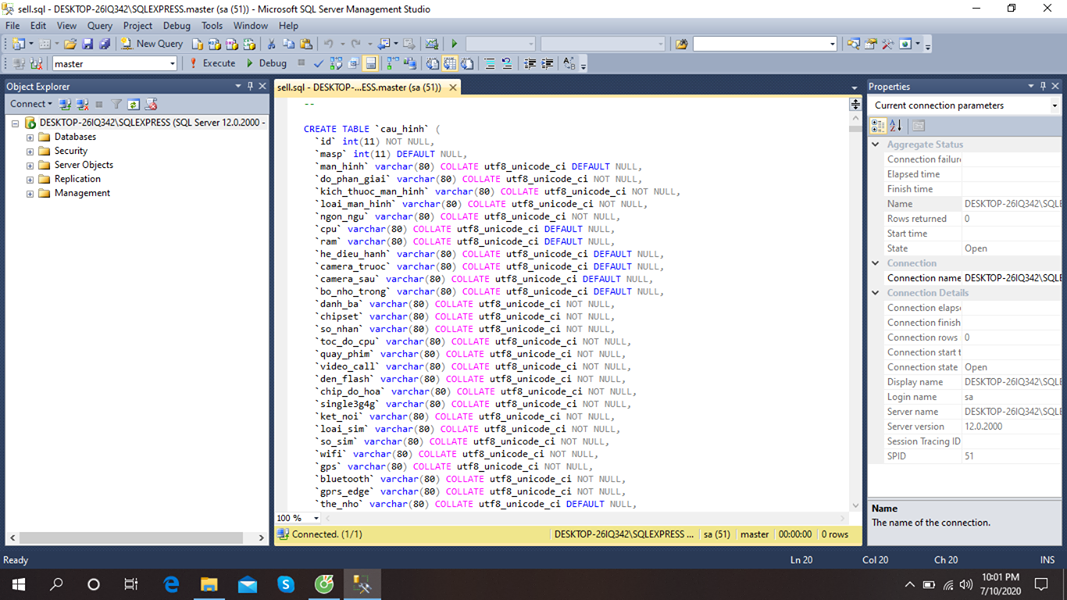 sell.sql - DESKTOP-26IQ342\SQLEXPRESS.master (sa (51)) - Microsoft SQL Server Management Studio
File Edit View Query Project Debug Tools Window Help
New Query
master Execute Debug
Object Explorer
Connect
DESKTOP-26IQ342\SQLEXPRESS (SQL Server 12.0.2000 -
Databases
Security
Server Objects
Replication
Management
sell.sql - DESKTOP-...ESS.master (sa (51))
--
CREATE TABLE `cau_hinh` (
`id` int(11) NOT NULL,
`masp` int(11) DEFAULT NULL,
`man_hinh` varchar(80) COLLATE utf8_unicode_ci DEFAULT NULL,
`do_phan_giai` varchar(80) COLLATE utf8_unicode_ci NOT NULL,
`kich_thuoc_man_hinh` varchar(80) COLLATE utf8_unicode_ci NOT NULL,
`loai_man_hinh` varchar(80) COLLATE utf8_unicode_ci NOT NULL,
`ngon_ngu` varchar(80) COLLATE utf8_unicode_ci NOT NULL,
`cpu` varchar(80) COLLATE utf8_unicode_ci DEFAULT NULL,
`ram` varchar(80) COLLATE utf8_unicode_ci DEFAULT NULL,
`he_dieu_hanh` varchar(80) COLLATE utf8_unicode_ci DEFAULT NULL,
`camera_truoc` varchar(80) COLLATE utf8_unicode_ci DEFAULT NULL,
`camera_sau` varchar(80) COLLATE utf8_unicode_ci DEFAULT NULL,
`bo_nho_trong` varchar(80) COLLATE utf8_unicode_ci DEFAULT NULL,
`danh_ba` varchar(80) COLLATE utf8_unicode_ci NOT NULL,
`chipset` varchar(80) COLLATE utf8_unicode_ci NOT NULL,
`so_nhan` varchar(80) COLLATE utf8_unicode_ci NOT NULL,
`toc_do_cpu` varchar(80) COLLATE utf8_unicode_ci NOT NULL,
`quay_phim` varchar(80) COLLATE utf8_unicode_ci NOT NULL,
`video_call` varchar(80) COLLATE utf8_unicode_ci NOT NULL,
`den_flash` varchar(80) COLLATE utf8_unicode_ci NOT NULL,
`chip_do_hoa` varchar(80) COLLATE utf8_unicode_ci NOT NULL,
`single3g4g` varchar(80) COLLATE utf8_unicode_ci NOT NULL,
`ket_noi` varchar(80) COLLATE utf8_unicode_ci NOT NULL,
`loai_sim` varchar(80) COLLATE utf8_unicode_ci NOT NULL,
`so_sim` varchar(80) COLLATE utf8_unicode_ci NOT NULL,
`wifi` varchar(80) COLLATE utf8_unicode_ci NOT NULL,
`gps` varchar(80) COLLATE utf8_unicode_ci NOT NULL,
`bluetooth` varchar(80) COLLATE utf8_unicode_ci NOT NULL,
`gprs_edge` varchar(80) COLLATE utf8_unicode_ci NOT NULL,
`the_nho` varchar(80) COLLATE utf8_unicode_ci DEFAULT NULL,
100 %
Connected. (1/1) DESKTOP-26IQ342\SQLEXPRESS ... sa (51) master 00:00:00 0 rows
Properties
Current connection parameters
Aggregate Status
Connection failure
Elapsed time
Finish time
Name DESKTOP-26IQ342\SQLE
Rows returned 0
Start time
State Open
Connection
Connection name DESKTOP-26IQ342\SQLE
Connection Details
Connection elaps
Connection finish
Connection rows 0
Connection start t
Connection state Open
Display name DESKTOP-26IQ342\SQLE
Login name sa
Server name DESKTOP-26IQ342\SQLE
Server version 12.0.2000
Session Tracing ID
SPID 51
Name
The name of the connection.
Ready Ln 20 Col 20 Ch 20 INS
10:01 PM
7/10/2020